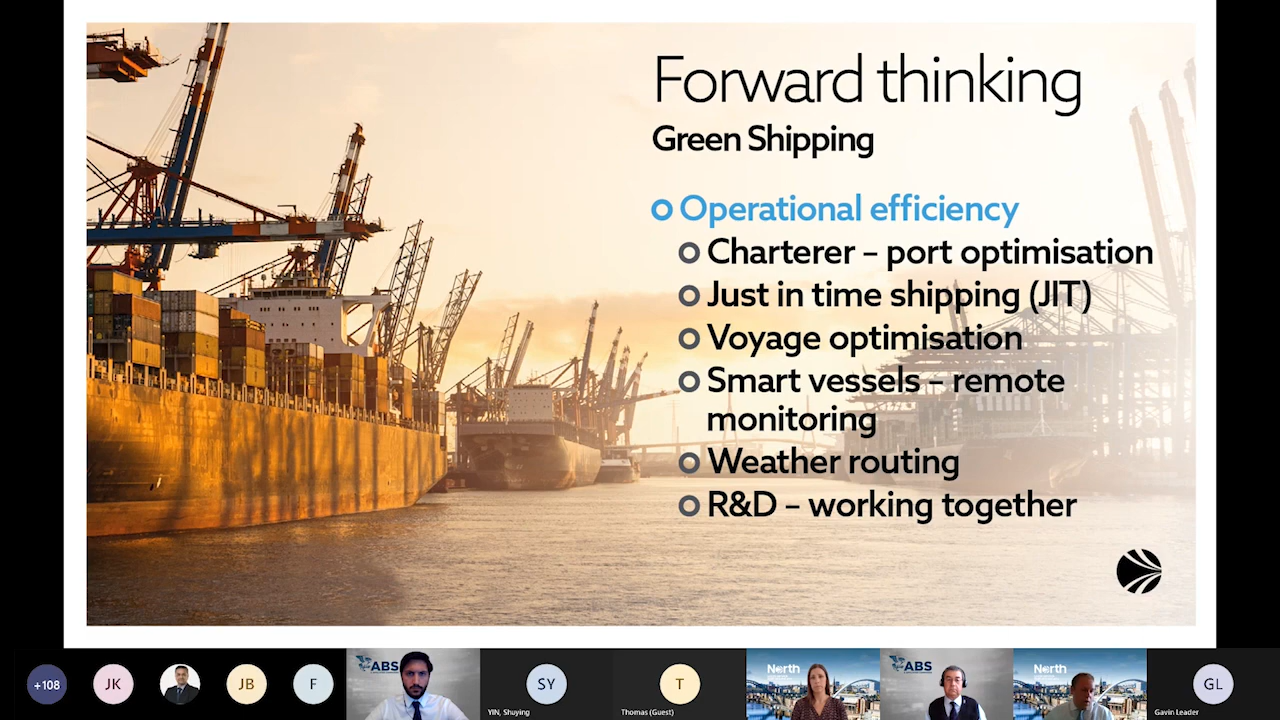 Forward thinking
Green Shipping
Operational efficiency
Charterer – port optimisation
Just in time shipping (JIT)
Voyage optimisation
Smart vessels – remote
monitoring
Weather routing
R&D – working together
+108
JK
JB
F
ABS
SY
YIN, Shuying
T
Thomas (Guest)
North
ABS
North
GL
Gavin Leader